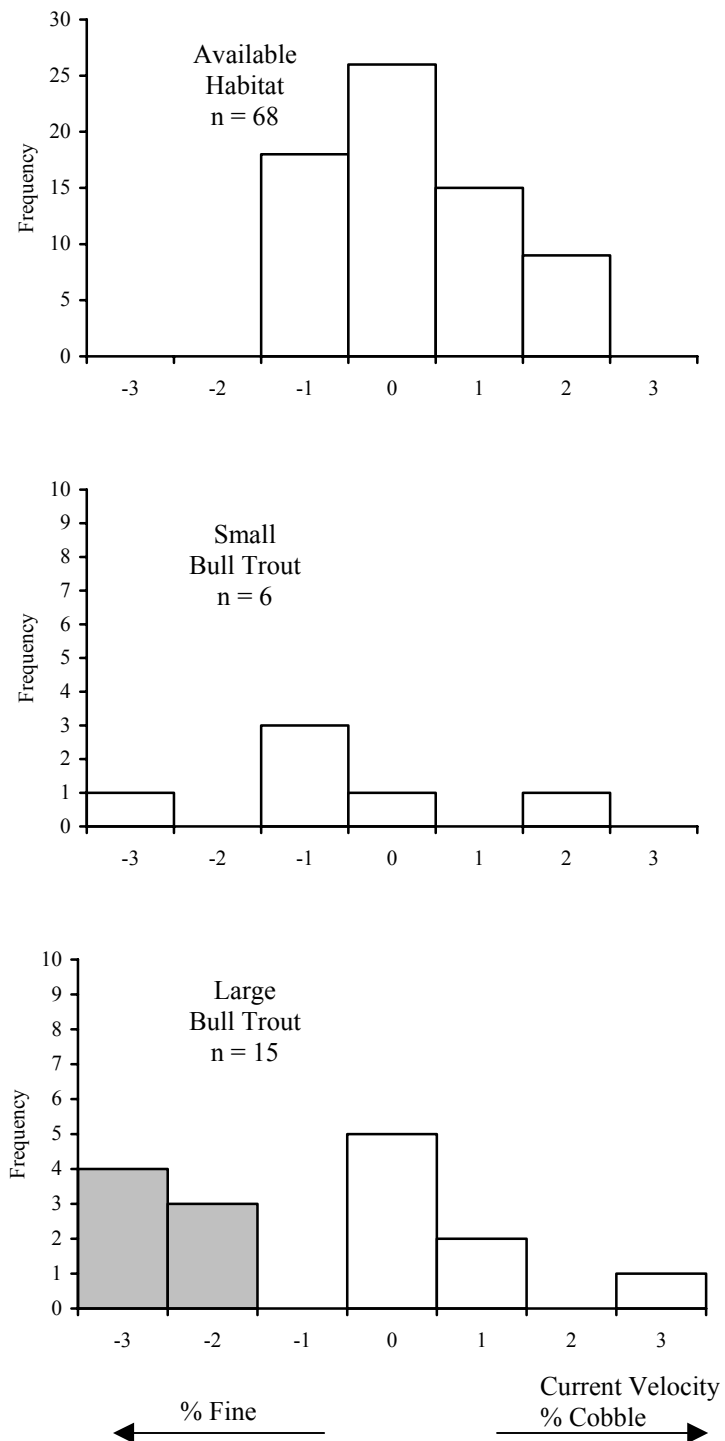 30
25
20
15
10
5
0
Frequency
Available
Habitat
n = 68
-3 -2 -1 0 1 2 3
10
9
8
7
6
5
4
3
2
1
0
Frequency
Small
Bull Trout
n = 6
-3 -2 -1 0 1 2 3
10
9
8
7
6
5
4
3
2
1
0
Frequency
Large
Bull Trout
n = 15
-3 -2 -1 0 1 2 3
% Fine
Current Velocity
% Cobble